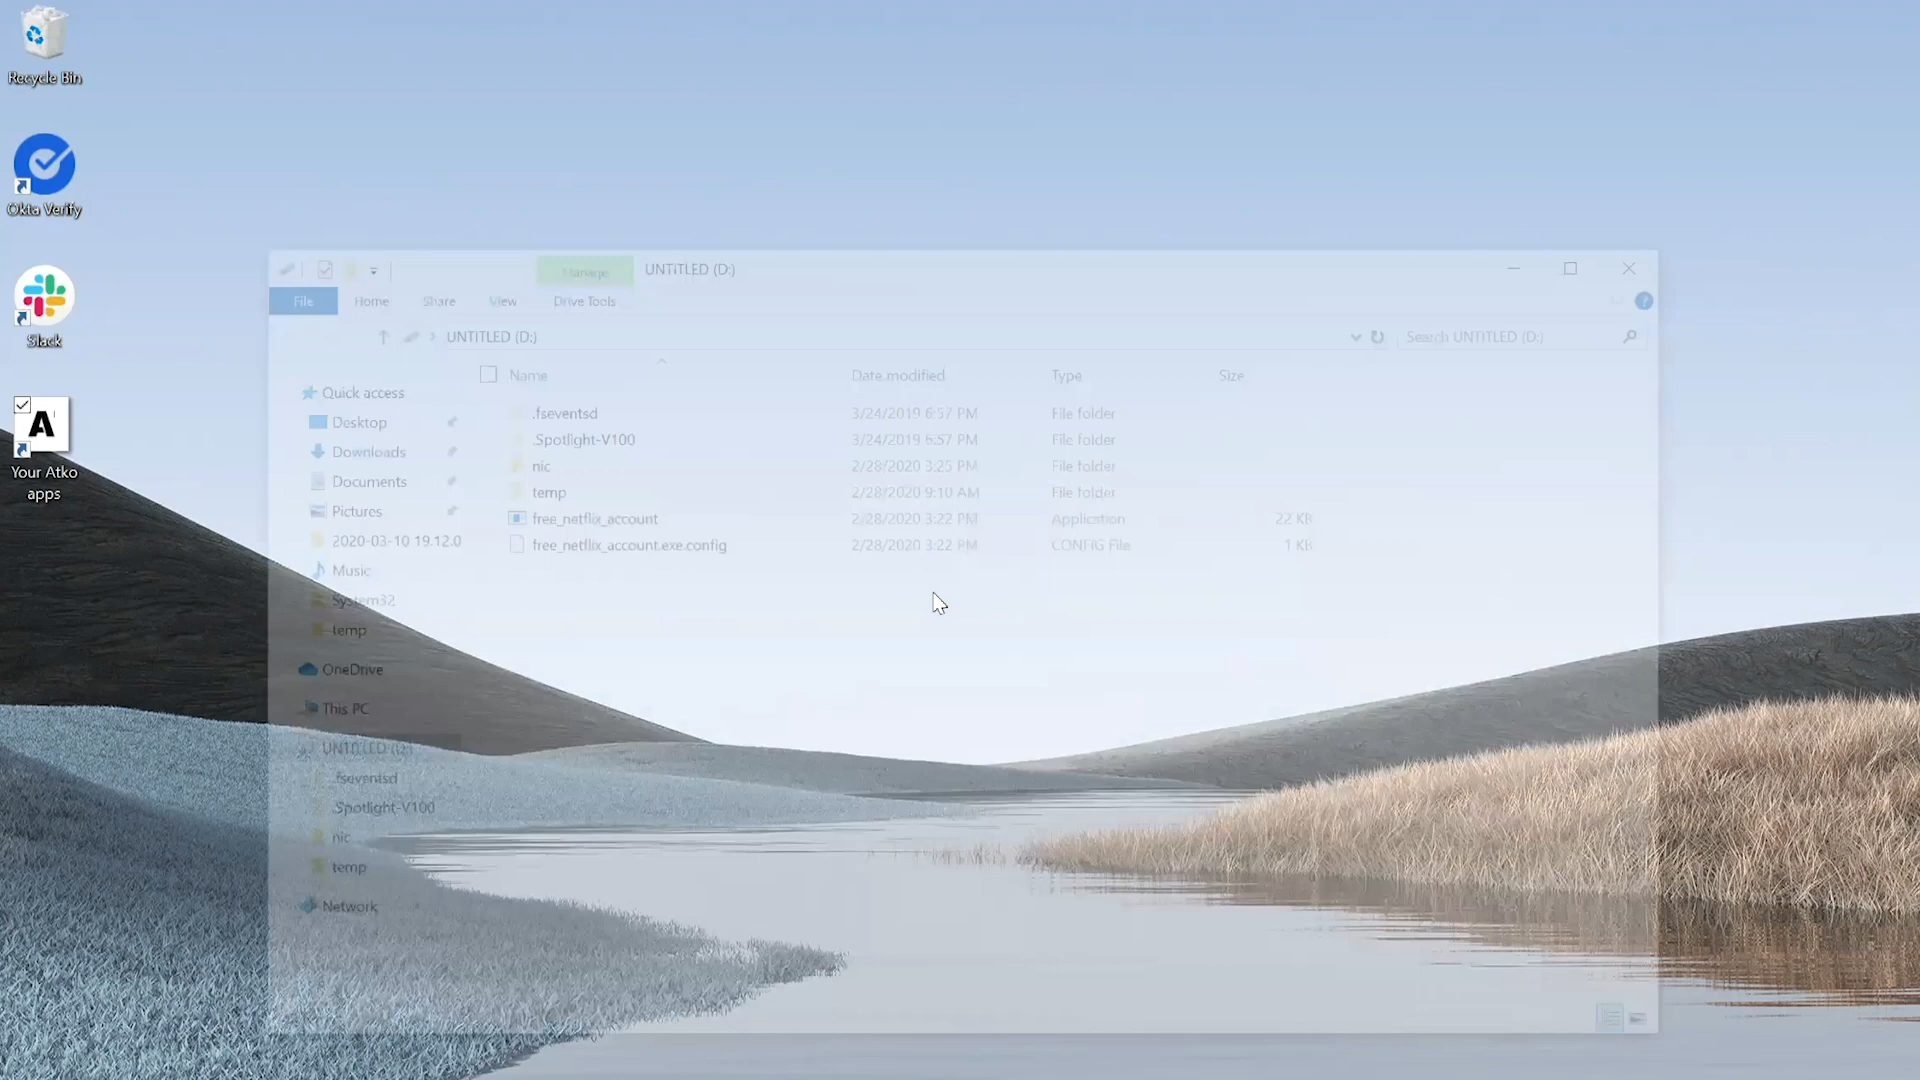 Recycle Bin
Okta Verify
Slack
A
Your Atko
apps
Manage
UNTITLED (D:)
File
Home
Share
View
Drive Tools
UNTITLED (D:)
Search UNTITLED (D:)
Name
Date modified
Type
Size
.fseventsd 3/24/2019 6:57 PM File folder
.Spotlight-V100 3/24/2019 6:57 PM File folder
nic 2/28/2020 3:25 PM File folder
temp 2/28/2020 9:10 AM File folder
free_netflix_account 2/28/2020 3:22 PM Application 22 KB
free_netflix_account.exe.config 2/28/2020 3:22 PM CONFIG File 1 KB
Quick access
Desktop
Downloads
Documents
Pictures
2020-03-10 19.12.0
Music
System32
temp
OneDrive
This PC
UNTITLED (D:)
.fseventsd
.Spotlight-V100
nic
temp
Network